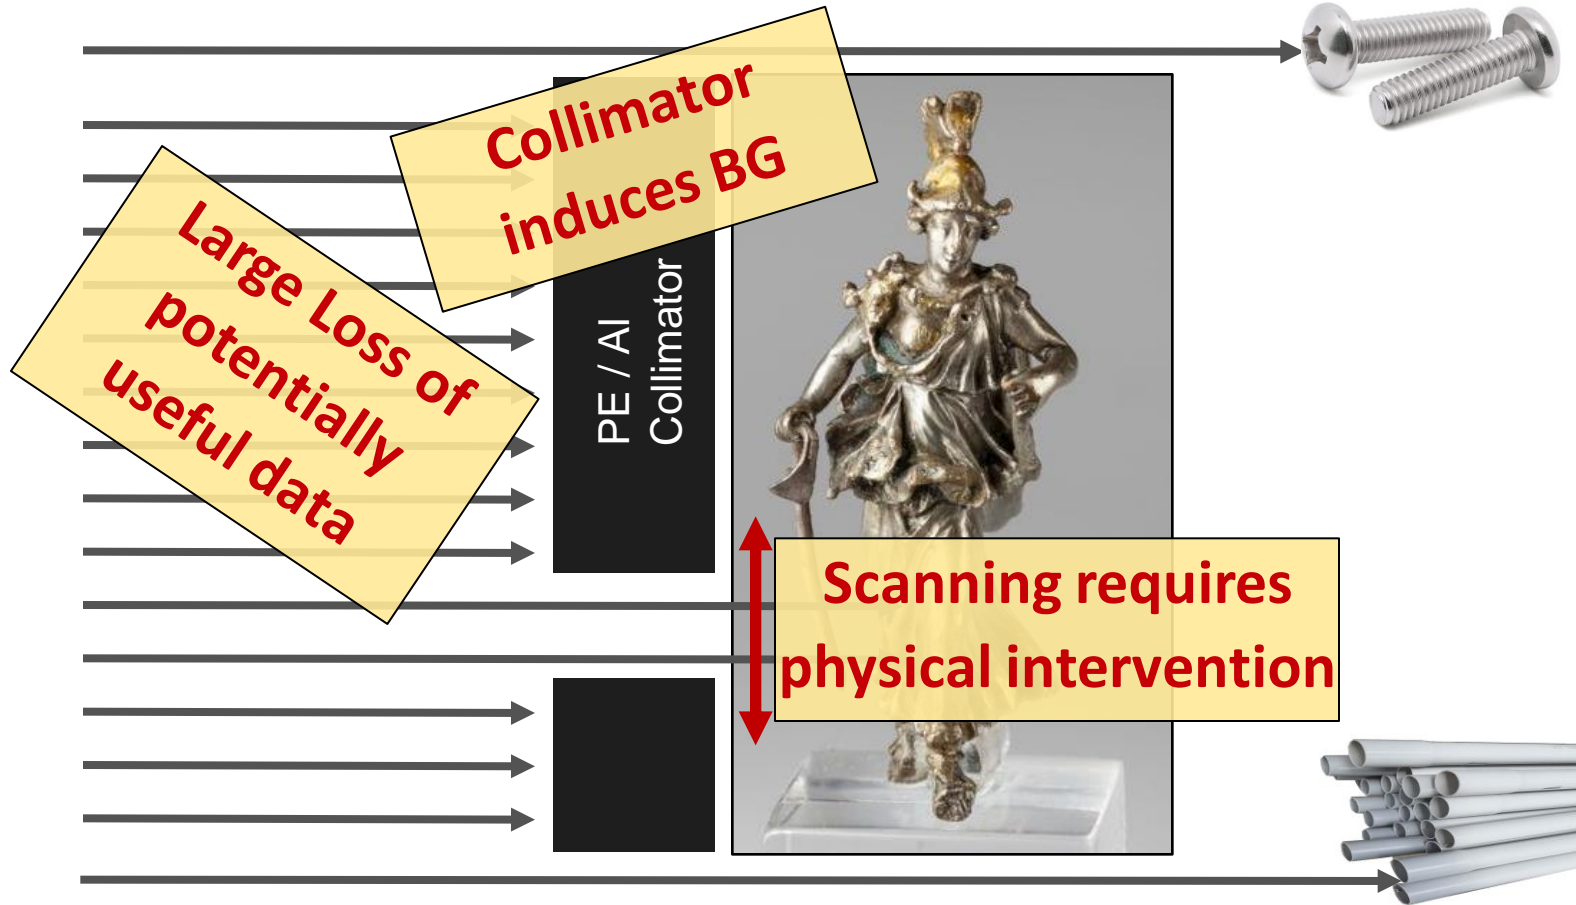 Collimator
induces BG
Large Loss of
potentially
useful data
PE / Al
Collimator
Scanning requires
physical intervention